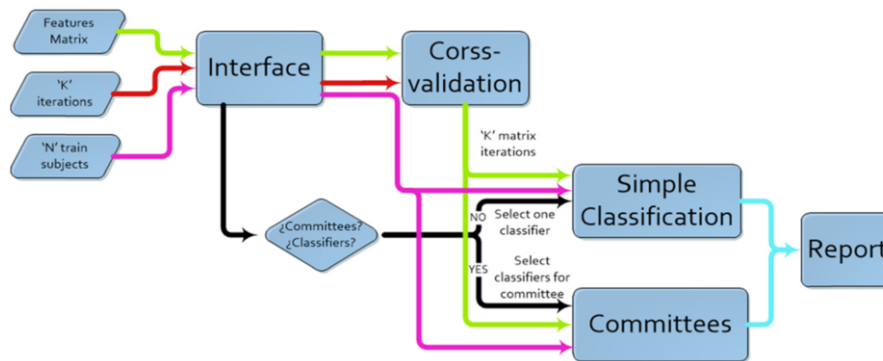 Features
Matrix
'K'
iterations
'N' train
subjects
Interface
Corss-
validation
'K' matrix
iterations
¿Committees?
¿Classifiers?
NO
Select one
classifier
YES
Select
classifiers for
committee
Simple
Classification
Committees
Report